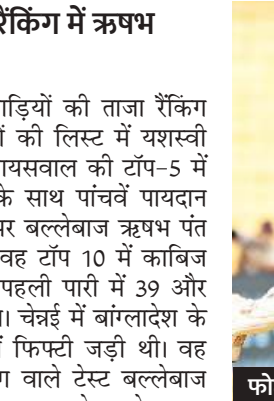 रैंकिंग में ऋषभ
ड़ियों की ताजा रैंकिंग
की लिस्ट में यशस्वी
यसवाल की टॉप-5 में
के साथ पांचवें पायदान
बल्लेबाज ऋषभ पंत
वह टॉप 10 में काबिज
पहली पारी में 39 और
। चेन्नई में बांग्लादेश के
फिफ्टी जड़ी थी। वह
वाले टेस्ट बल्लेबाज
फो